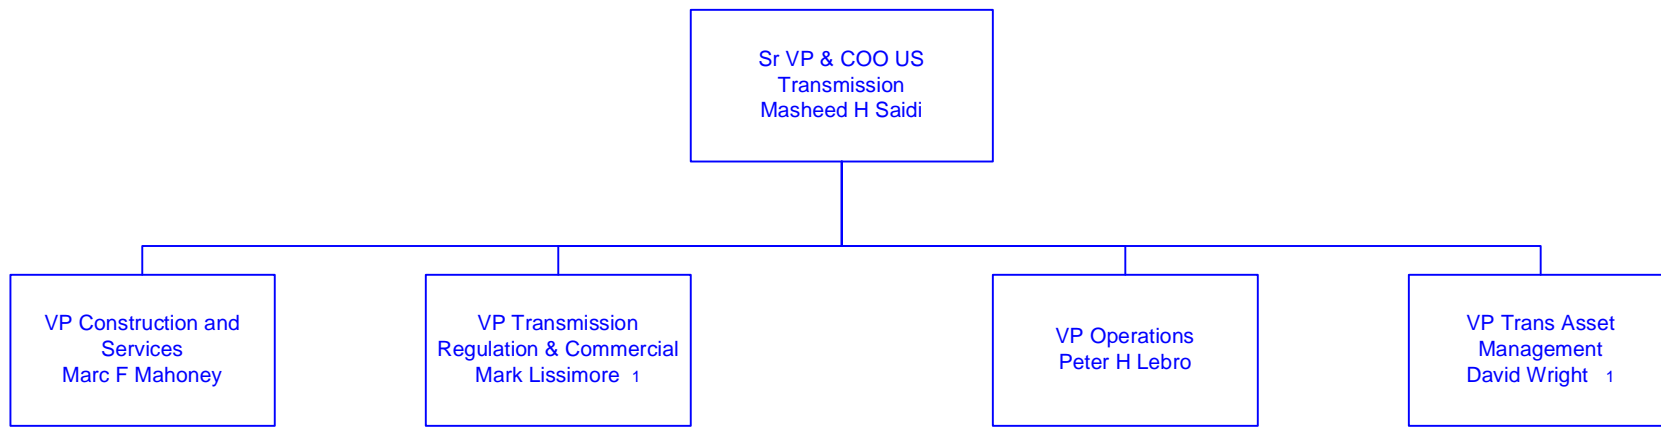 Sr VP & COO US
Transmission
Masheed H Saidi
VP Construction and
Services
Marc F Mahoney
VP Transmission
Regulation & Commercial
Mark Lissimore 1
VP Operations
Peter H Lebro
VP Trans Asset
Management
David Wright 1